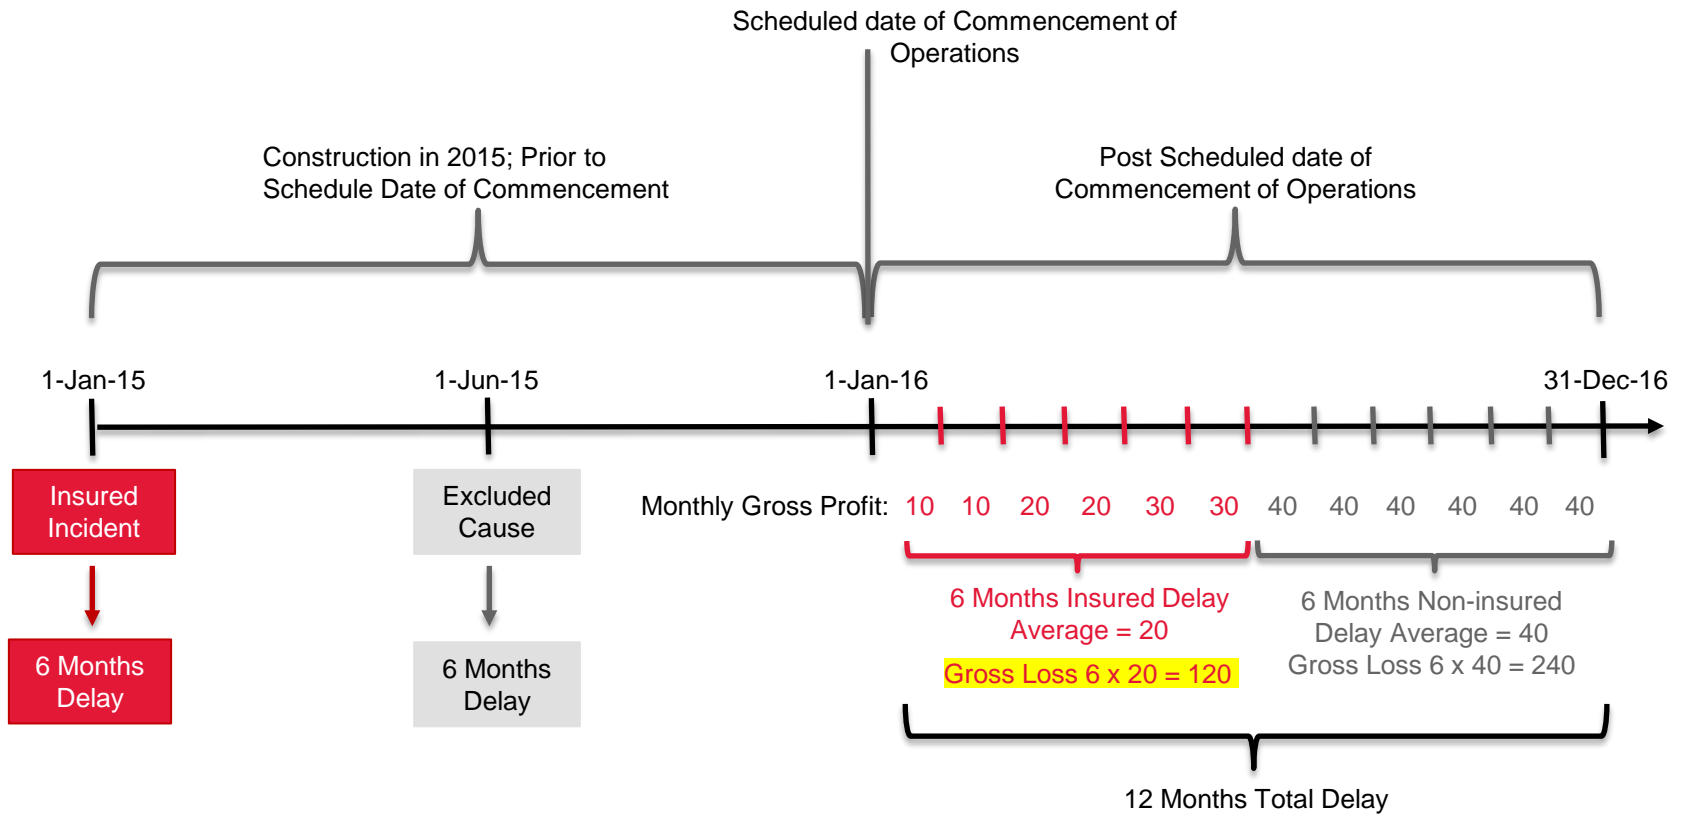 Scheduled date of Commencement of
Operations
Construction in 2015; Prior to
Schedule Date of Commencement
Post Scheduled date of
Commencement of Operations
1-Jan-15
1-Jun-15
1-Jan-16
31-Dec-16
Insured
Incident
Excluded
Cause
Monthly Gross Profit: 10 10 20 20 30 30 40 40 40 40 40 40
6 Months Insured Delay
Average = 20
Gross Loss 6 x 20 = 120
6 Months Non-insured
Delay Average = 40
Gross Loss 6 x 40 = 240
6 Months
Delay
6 Months
Delay
12 Months Total Delay